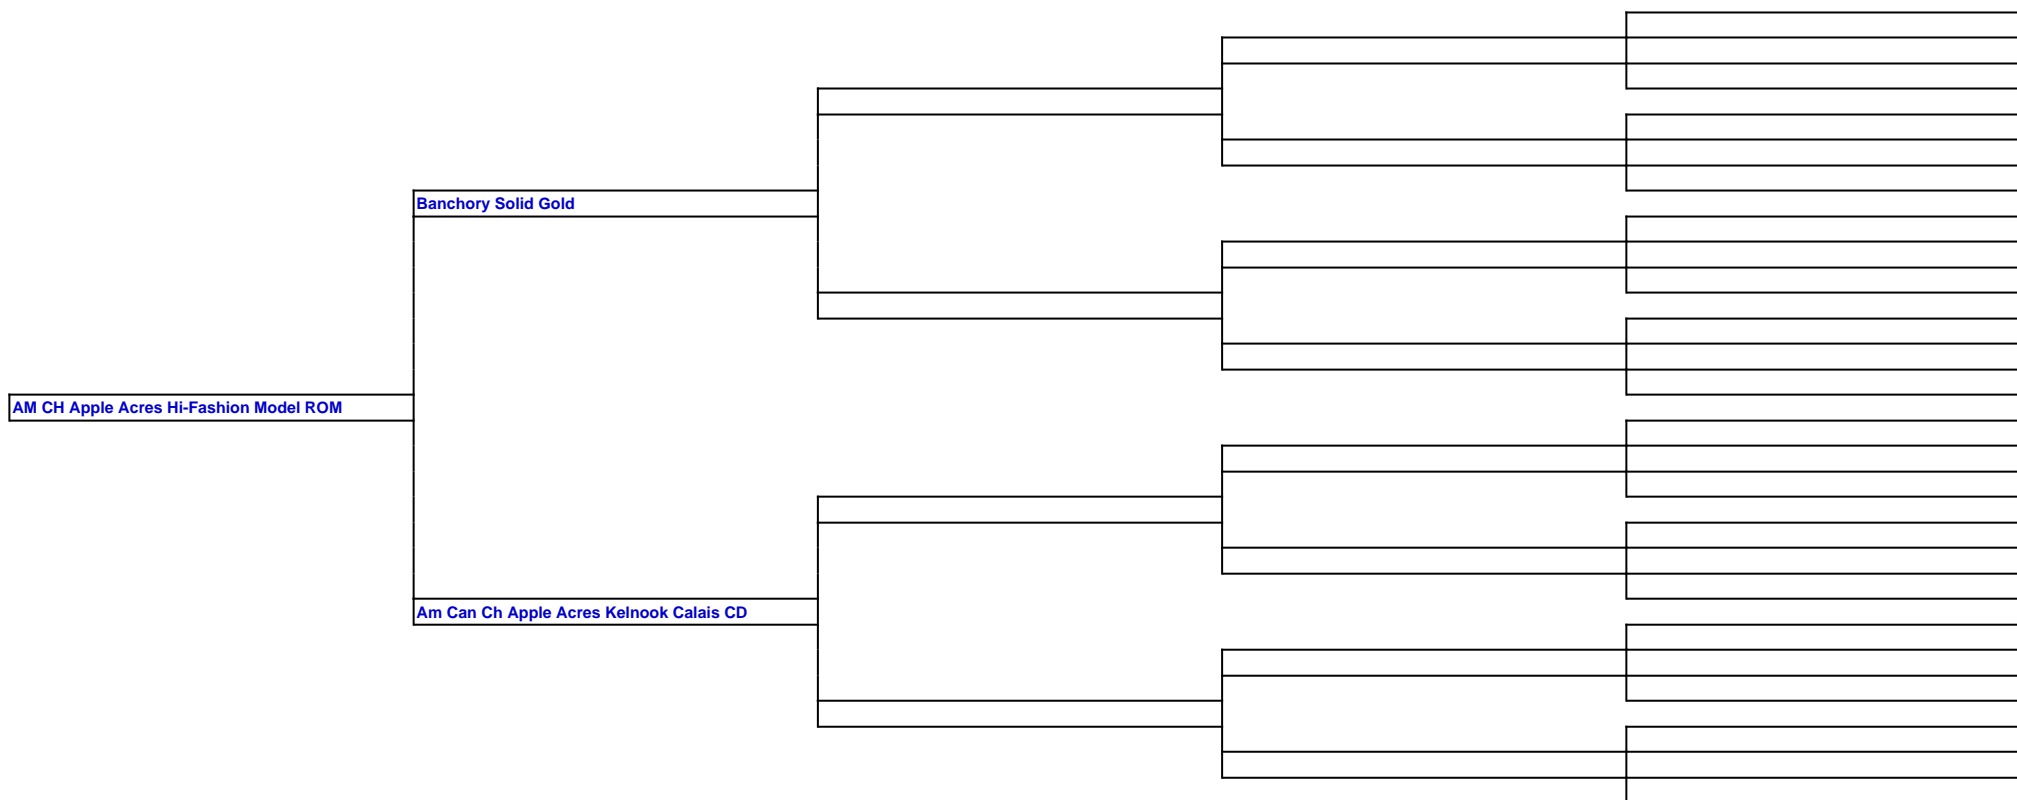 Banchory Solid Gold
AM CH Apple Acres Hi-Fashion Model ROM
Am Can Ch Apple Acres Kelnook Calais CD